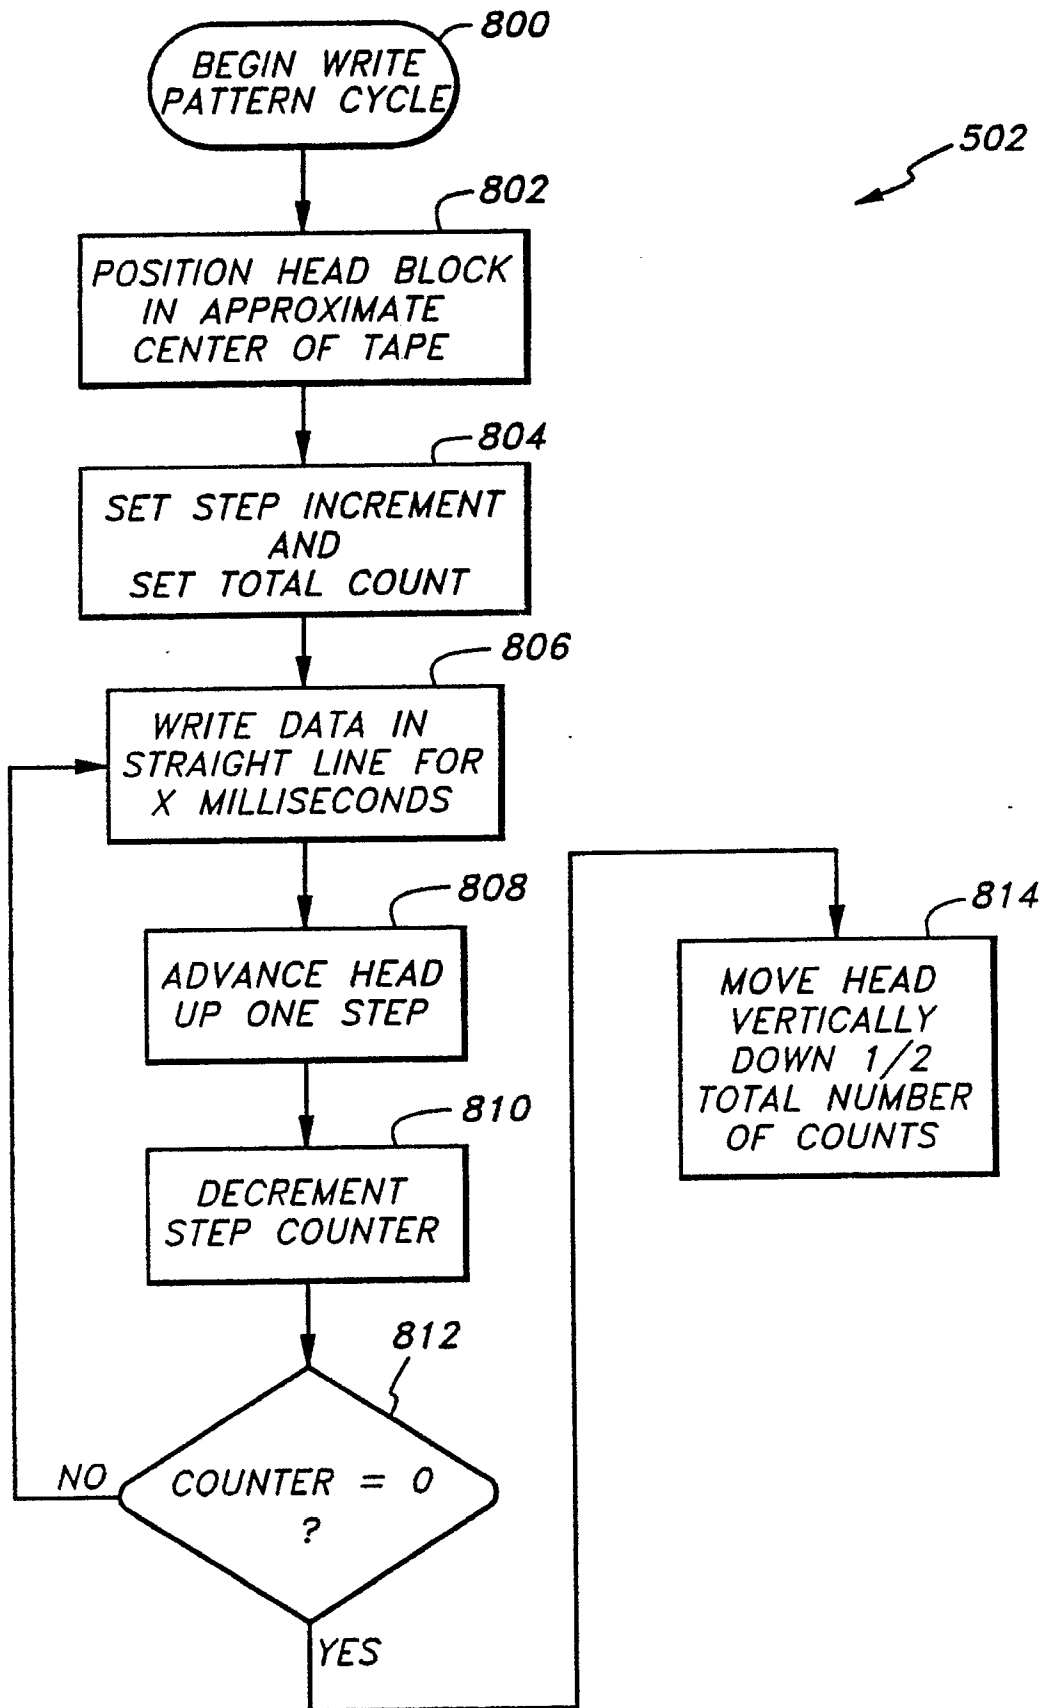 800
BEGIN WRITE
PATTERN CYCLE
502
802
POSITION HEAD BLOCK
IN APPROXIMATE
CENTER OF TAPE
804
SET STEP INCREMENT
AND
SET TOTAL COUNT
806
WRITE DATA IN
STRAIGHT LINE FOR
X MILLISECONDS
808
ADVANCE HEAD
UP ONE STEP
810
DECREMENT
STEP COUNTER
812
COUNTER = 0
?
NO
YES
814
MOVE HEAD
VERTICALLY
DOWN 1/2
TOTAL NUMBER
OF COUNTS